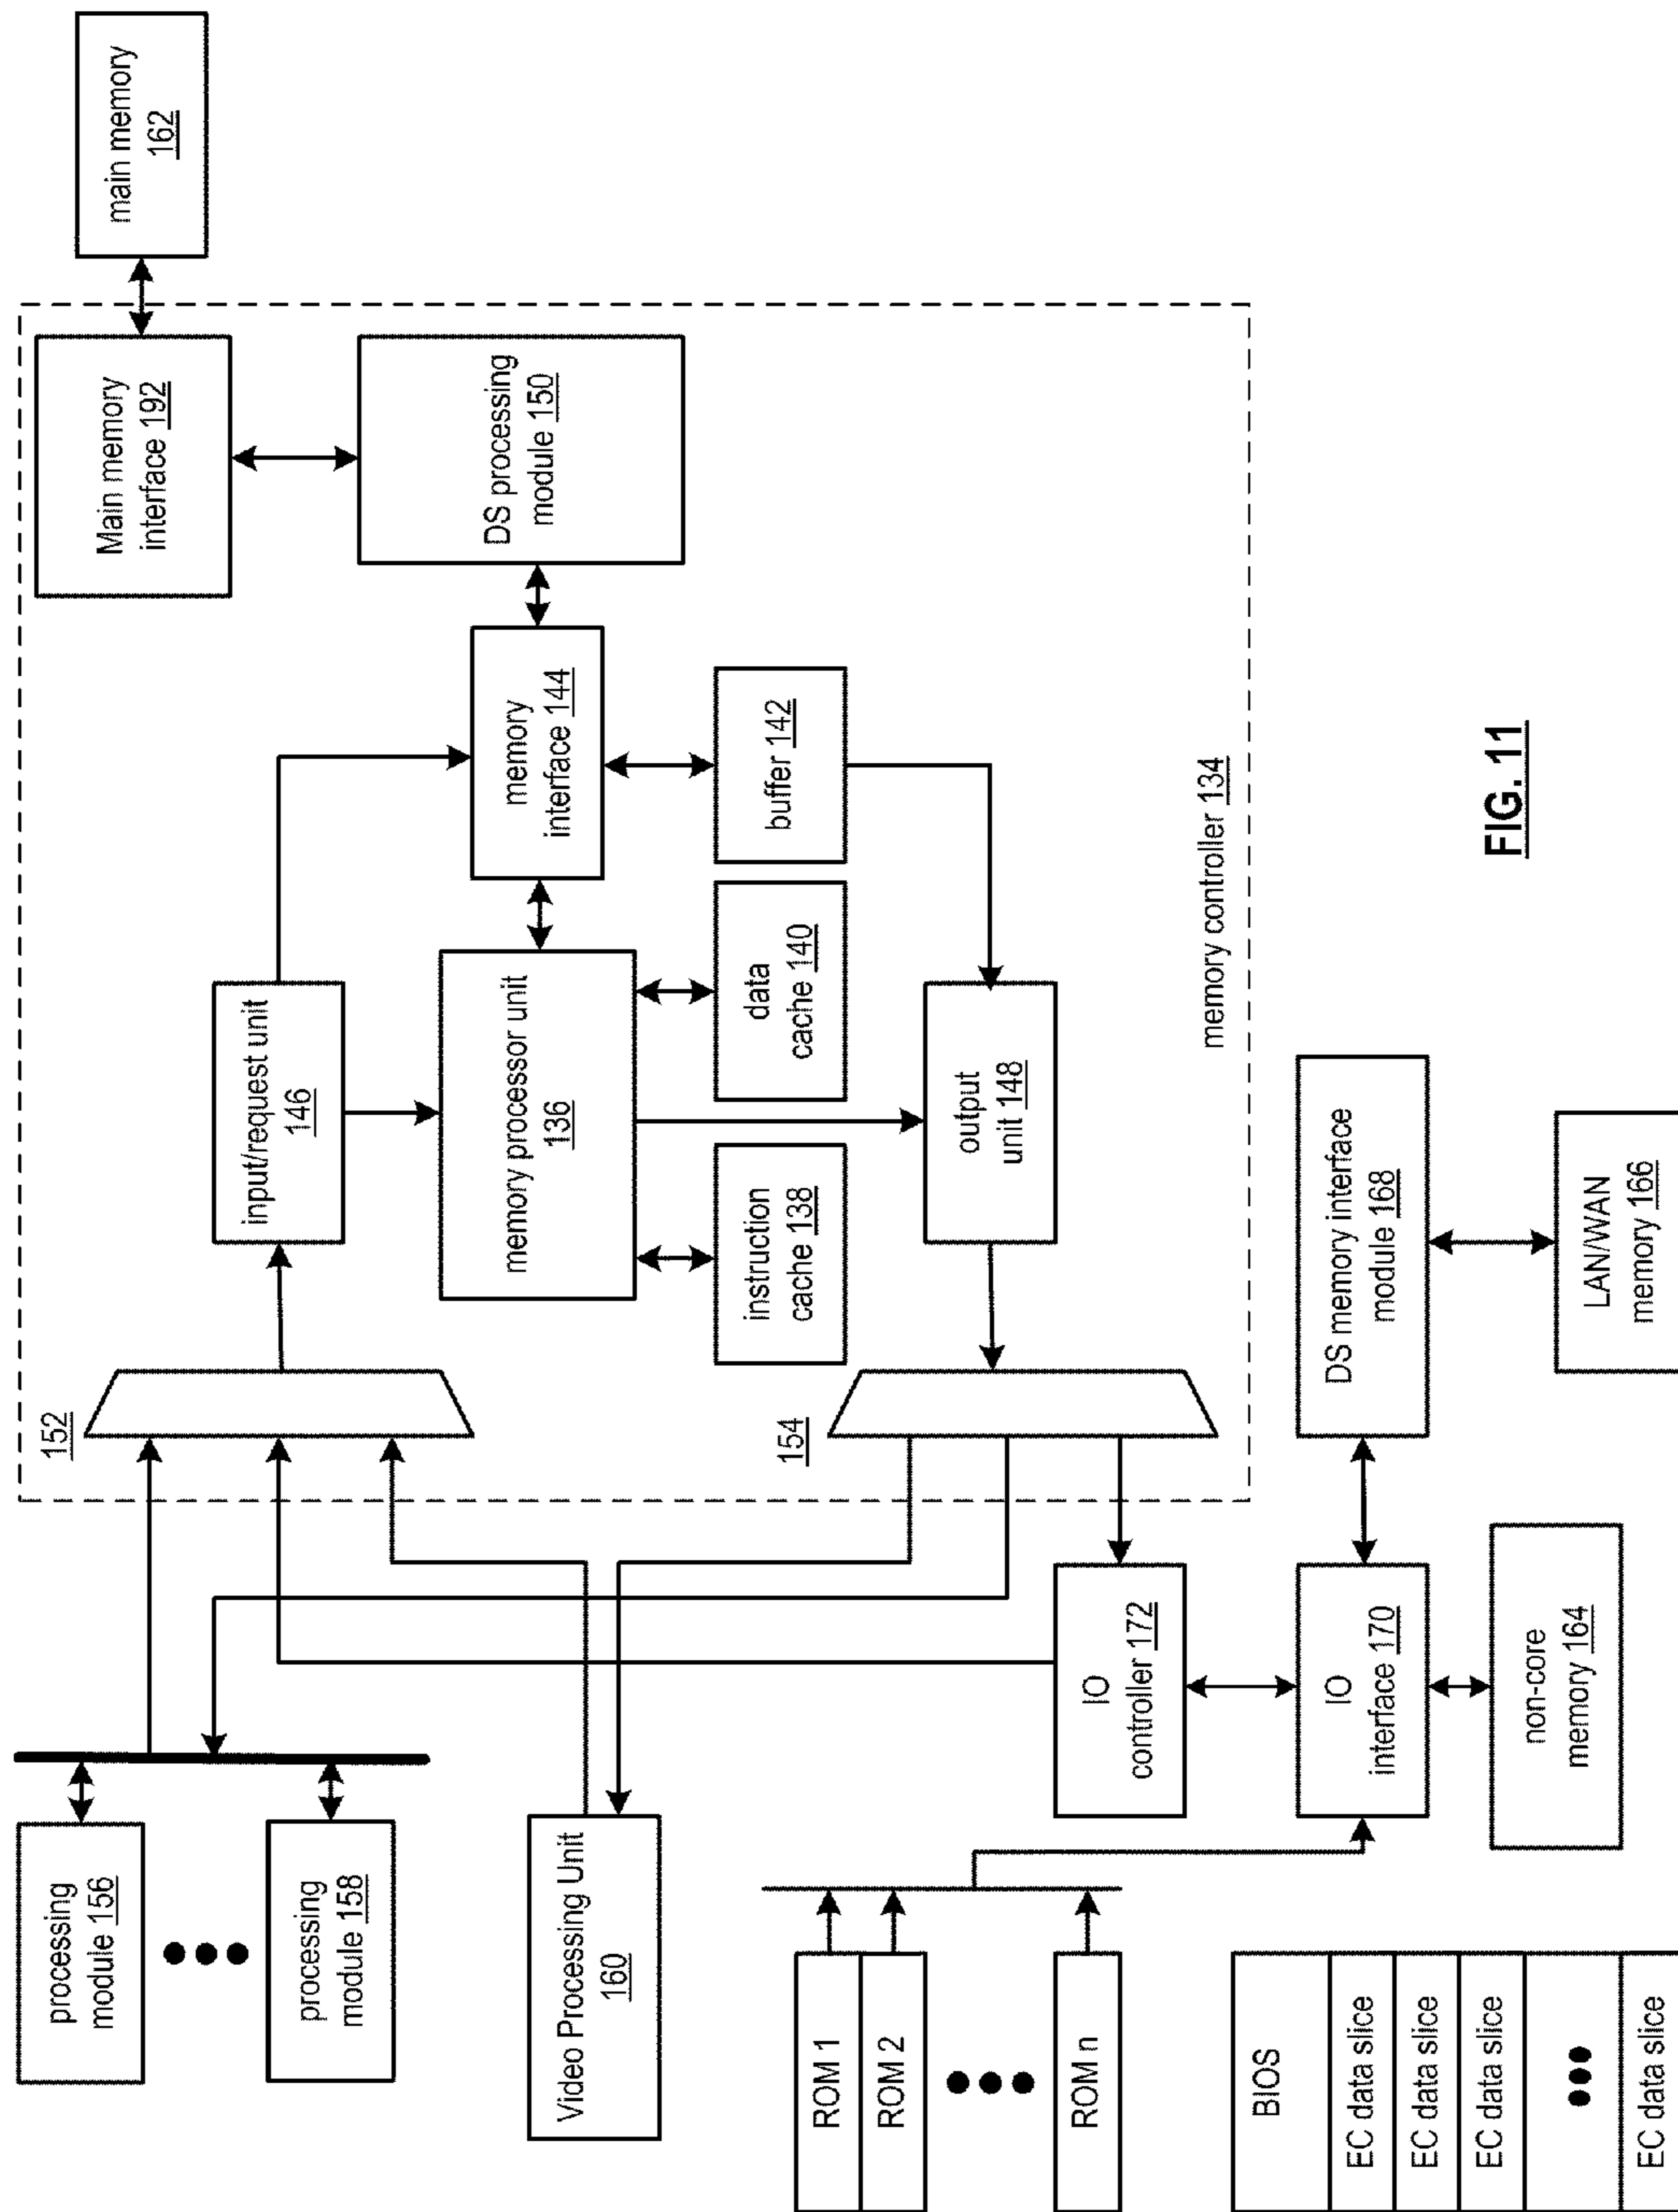 processing
module 156
processing
module 158
Video Processing Unit
160
ROM 1
ROM 2
ROM n
BIOS
EC data slice
EC data slice
EC data slice
EC data slice
152
154
IO
controller 172
IO
interface 170
non-core
memory 164
input/request unit
146
memory processor unit
136
instruction
cache 138
data
cache 140
output
unit 148
memory
interface 144
buffer 142
DS processing
module 150
Main memory
interface 192
main memory
162
memory controller 134
DS memory interface
module 168
LAN/WAN
memory 166
FIG. 11